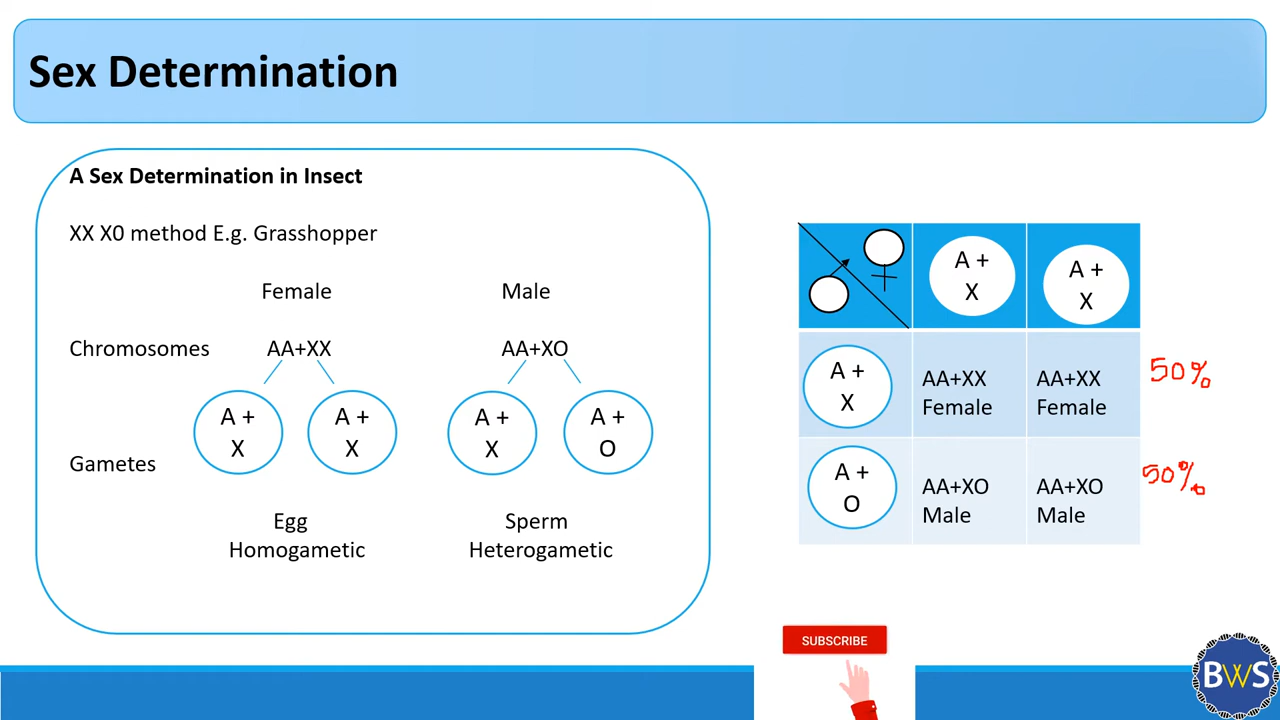 Sex Determination
A Sex Determination in Insect
XX X0 method E.g. Grasshopper
Female Male
Chromosomes AA+XX AA+XO
A + X A + X A + X A + O
Gametes
Egg Sperm
Homogametic Heterogametic
A + X A + X
A + X AA+XX Female AA+XX Female 50%
A + O AA+XO Male AA+XO Male 50%
SUBSCRIBE
BWS